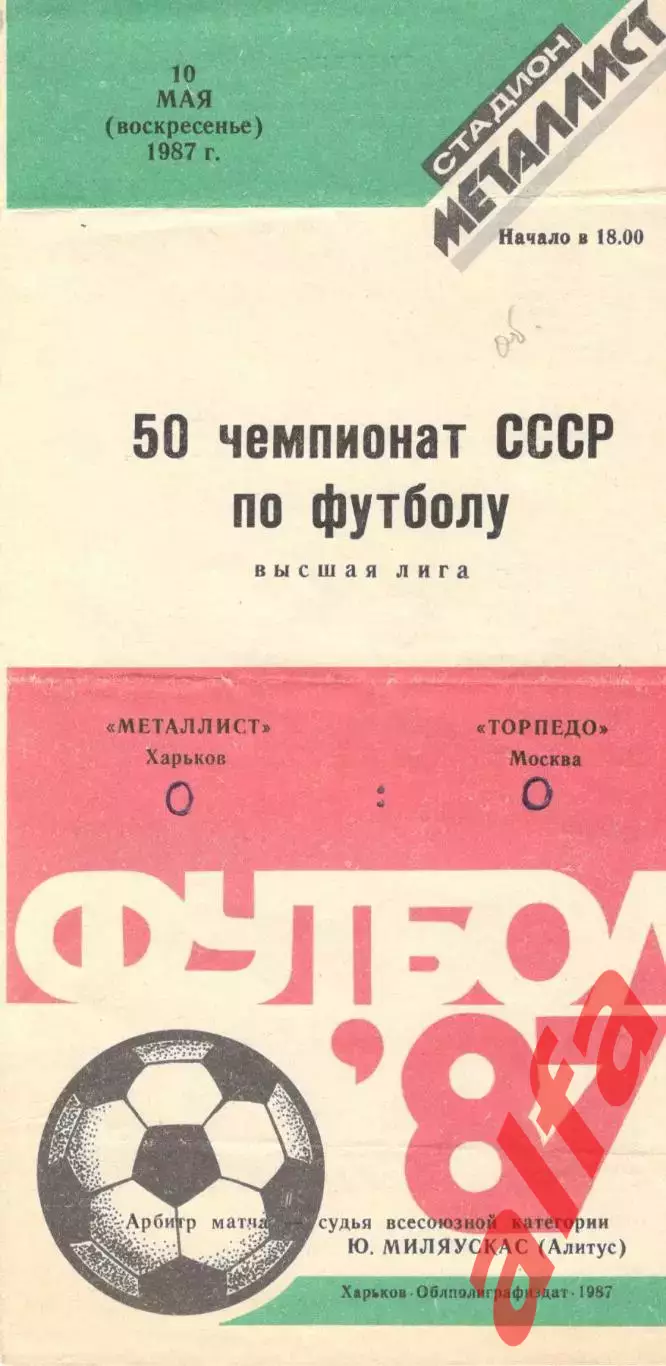 10
МАЯ
(воскресенье)
1987 г.
СТАДИОН
МЕТАЛЛИСТ
Начало в 18.00
об.
50 чемпионат СССР
по футболу
высшая лига
«МЕТАЛЛИСТ» «ТОРПЕДО»
Харьков Москва
0 : 0
ФУТБОЛ
'87
alfa
Арбитр матча — судья всесоюзной категории
Ю. МИЛЯУСКАС (Алитус)
Харьков·Облполиграфиздат·1987